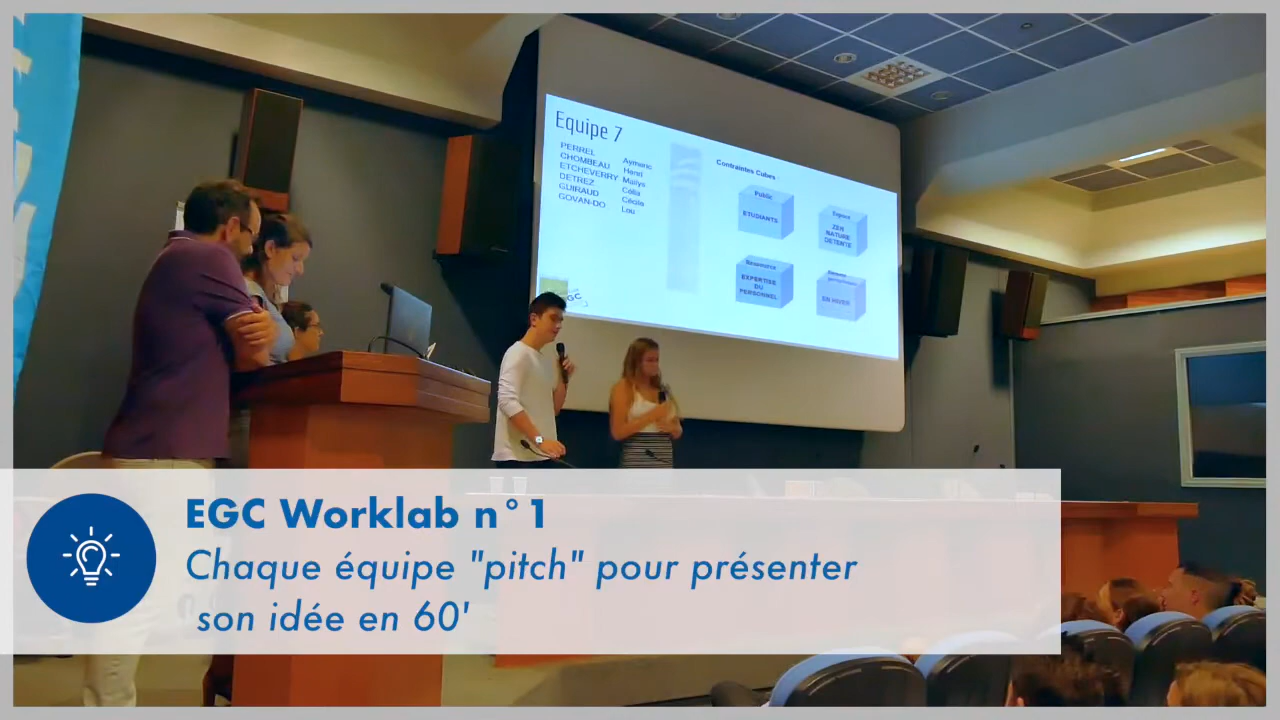 Equipe 7
PERREL Aymeric
CHOMBEAU Henri
ETCHEVERRY Maïlys
DETREZ Célia
GUIRAUD Cécile
GOVAN-DO Lou
Contraintes Cubes
Public
ETUDIANTS
Espace
ZEN
NATURE
DETENTE
Ressource
EXPERTISE
DU
PERSONNEL
EN HIVER
EGC
EGC Worklab n°1
Chaque équipe "pitch" pour présenter
son idée en 60'